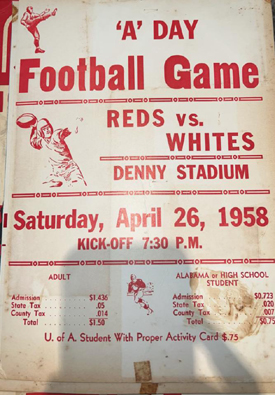 'A' DAY
Football Game
REDS vs.
WHITES
DENNY STADIUM
Saturday, April 26, 1958
KICK-OFF 7:30 P.M.
ADULT
Admission $1.436
State Tax .05
County Tax .014
Total $1.50
ALABAMA or HIGH SCHOOL
STUDENT
Admission $0.723
State Tax .020
County Tax .007
Total $0.75
U. of A. Student With Proper Activity Card $.75